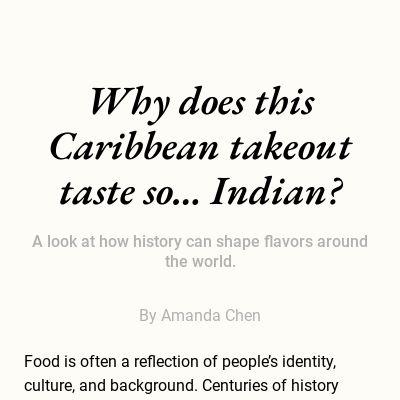 Why does this
Caribbean takeout
taste so... Indian?
A look at how history can shape flavors around
the world.
By Amanda Chen
Food is often a reflection of people’s identity,
culture, and background. Centuries of history